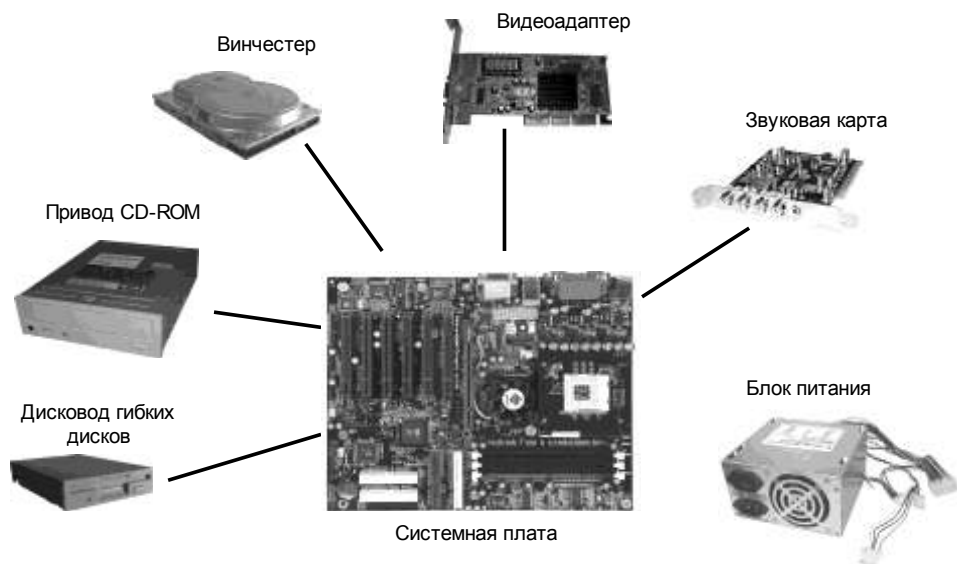 Видеоадаптер
Винчестер
Звуковая карта
Привод CD-ROM
Блок питания
Дисковод гибких
дисков
Системная плата